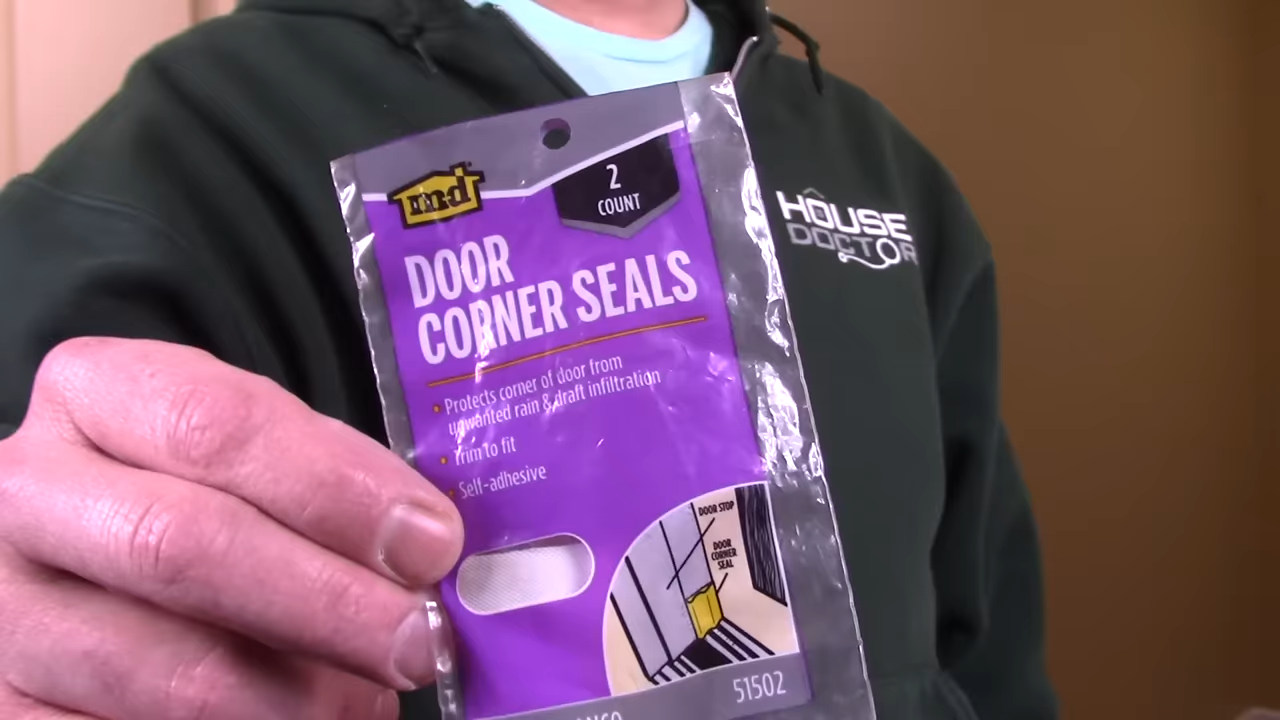 m-d
2
COUNT
DOOR
CORNER SEALS
• Protects corner of door from
unwanted rain & draft infiltration
• Trim to fit
• Self-adhesive
DOOR STOP
DOOR
CORNER
SEAL
51502
HOUSE
DOCTOR